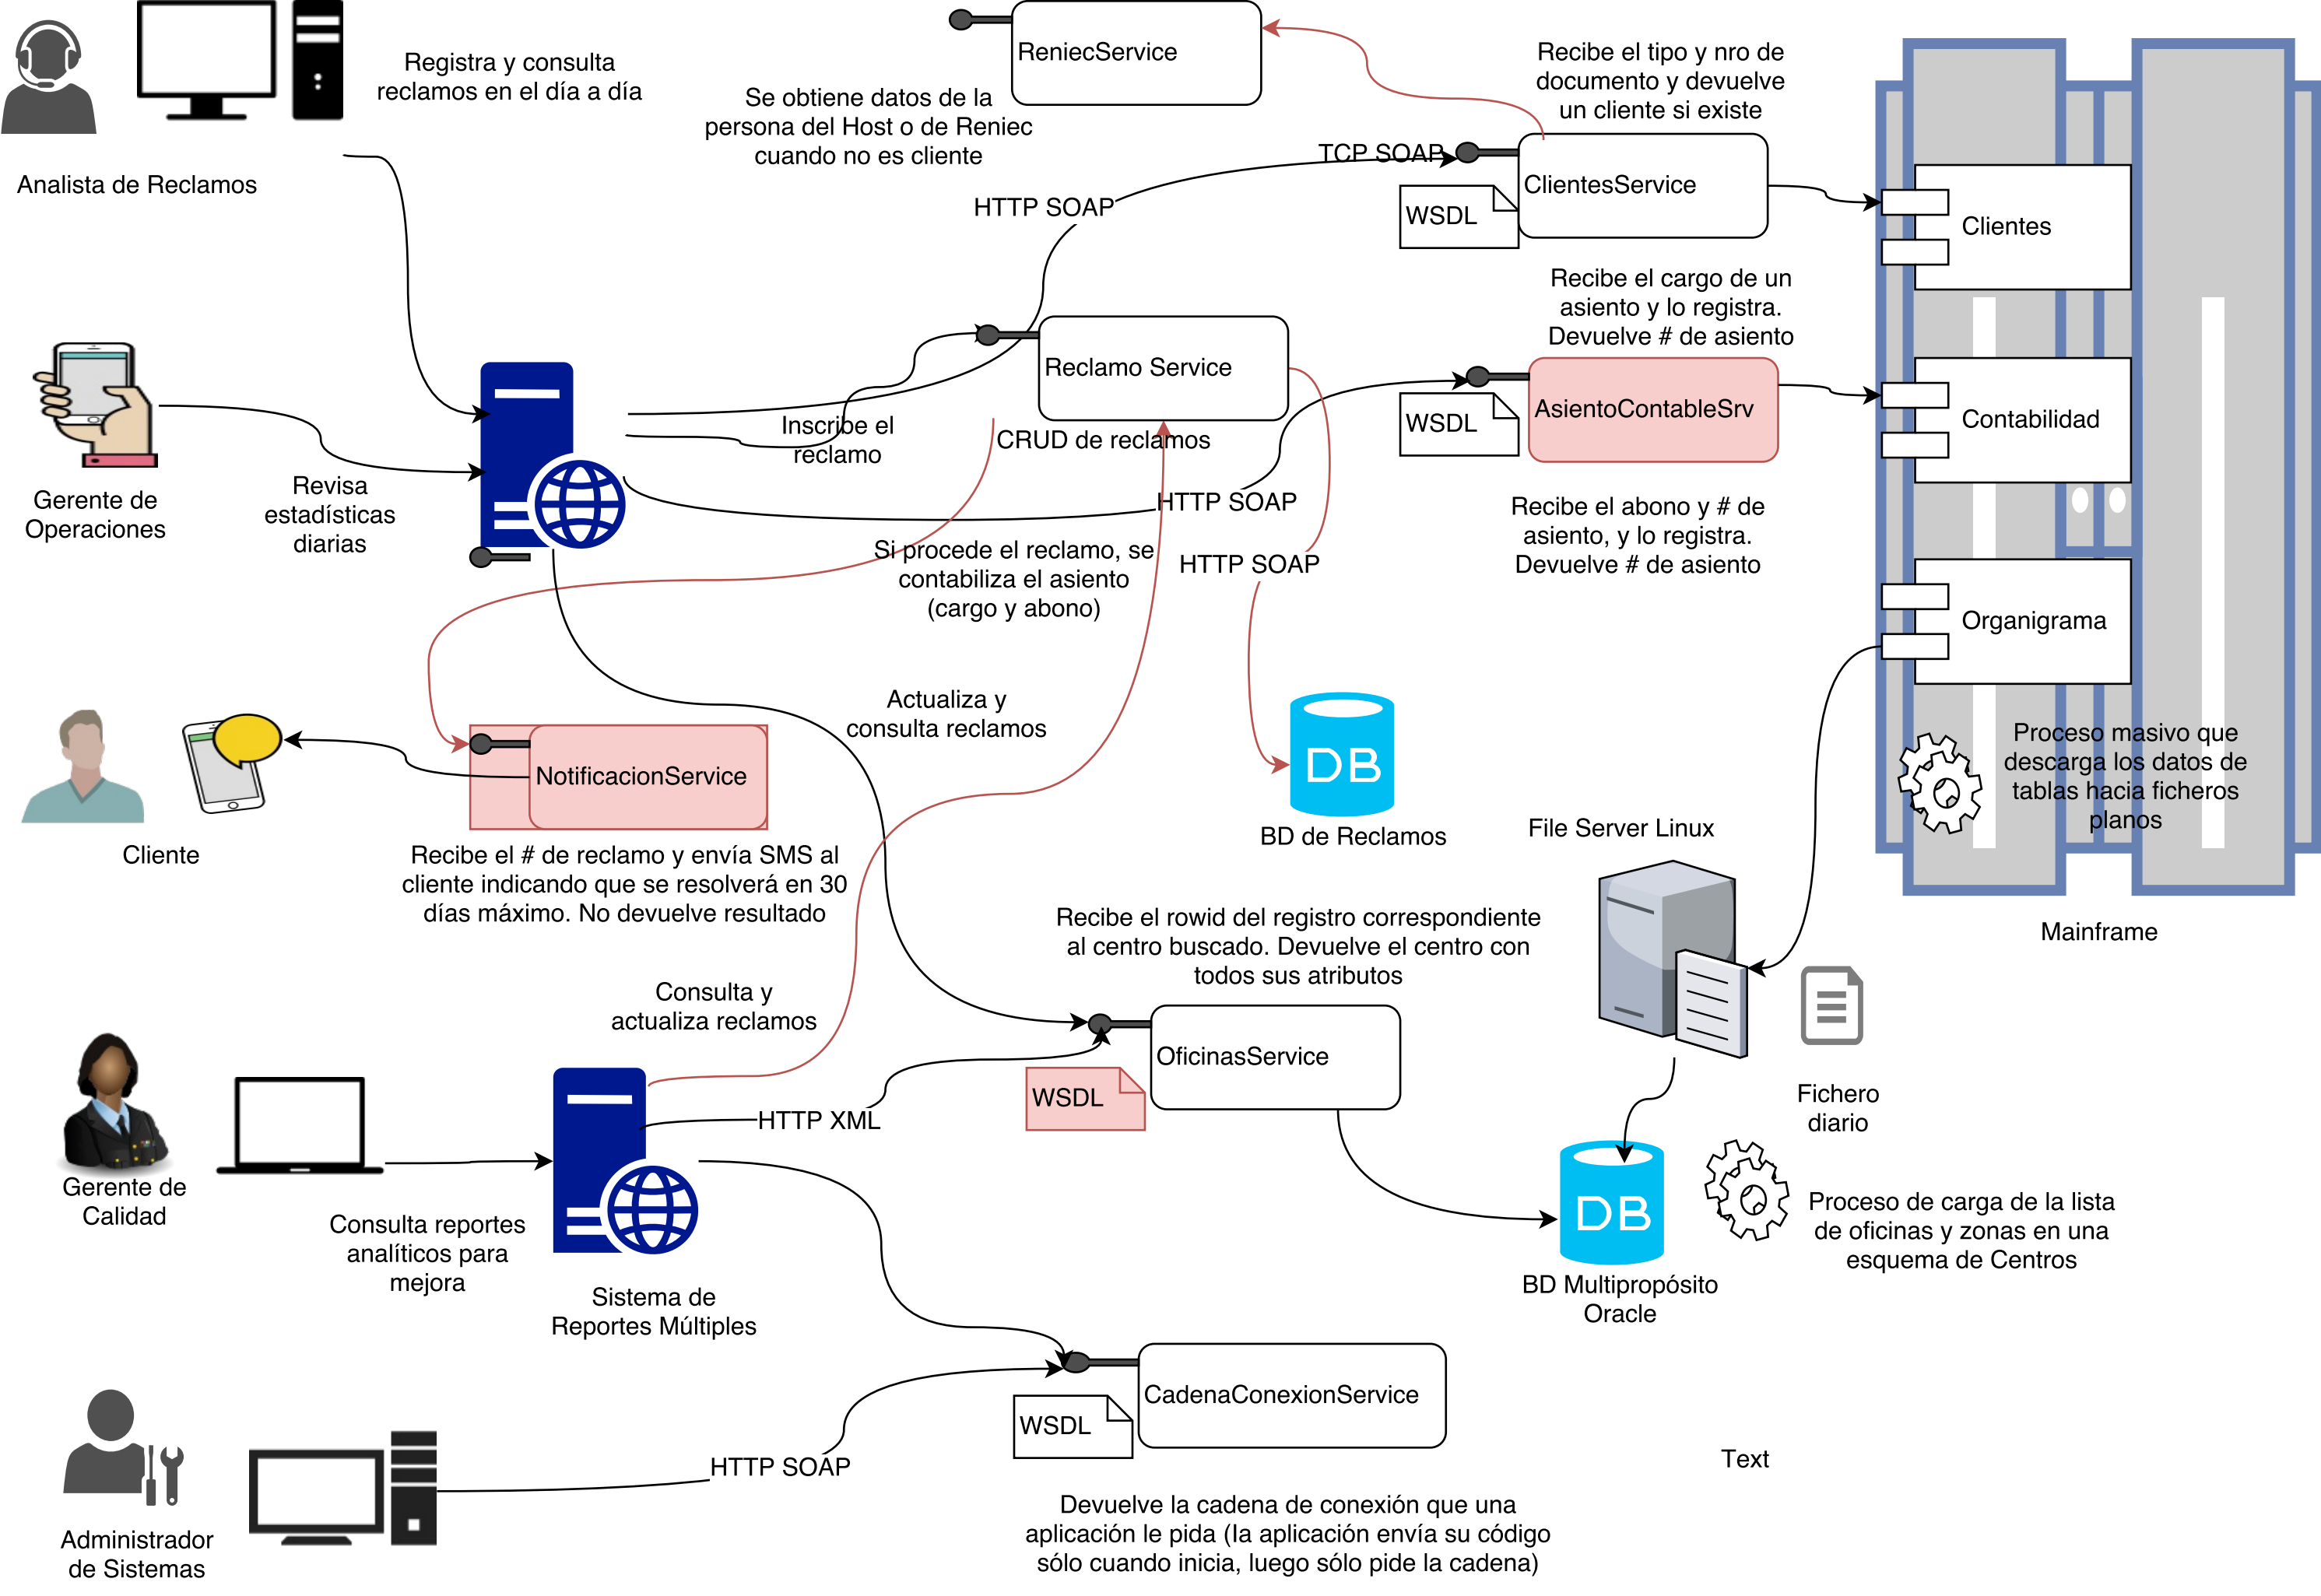 Registra y consulta
reclamos en el día a día
Analista de Reclamos
ReniecService
Se obtiene datos de la
persona del Host o de Reniec
cuando no es cliente
Recibe el tipo y nro de
documento y devuelve
un cliente si existe
TCP SOAP
HTTP SOAP
ClientesService
WSDL
Clientes
Recibe el cargo de un
asiento y lo registra.
Devuelve # de asiento
Reclamo Service
CRUD de reclamos
Inscribe el
reclamo
AsientoContableSrv
WSDL
Contabilidad
Gerente de
Operaciones
Revisa
estadísticas
diarias
HTTP SOAP
Recibe el abono y # de
asiento, y lo registra.
Devuelve # de asiento
Si procede el reclamo, se
contabiliza el asiento
(cargo y abono)
HTTP SOAP
Organigrama
Actualiza y
consulta reclamos
NotificacionService
DB
BD de Reclamos
Proceso masivo que
descarga los datos de
tablas hacia ficheros
planos
Cliente
Recibe el # de reclamo y envía SMS al
cliente indicando que se resolverá en 30
días máximo. No devuelve resultado
File Server Linux
Mainframe
Recibe el rowid del registro correspondiente
al centro buscado. Devuelve el centro con
todos sus atributos
Consulta y
actualiza reclamos
OficinasService
WSDL
HTTP XML
Fichero
diario
Gerente de
Calidad
Consulta reportes
analíticos para
mejora
Sistema de
Reportes Múltiples
DB
BD Multipropósito
Oracle
Proceso de carga de la lista
de oficinas y zonas en una
esquema de Centros
CadenaConexionService
WSDL
HTTP SOAP
Text
Administrador
de Sistemas
Devuelve la cadena de conexión que una
aplicación le pida (la aplicación envía su código
sólo cuando inicia, luego sólo pide la cadena)